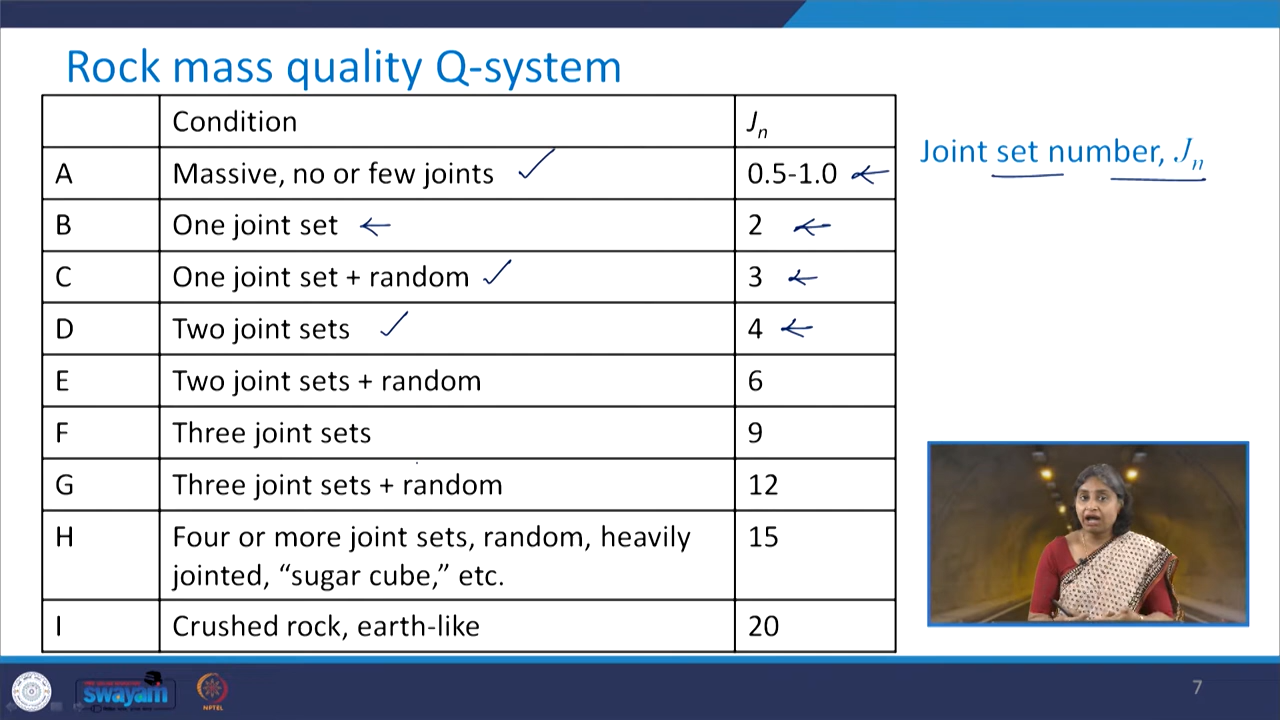 Rock mass quality Q-system
Condition Jn
A Massive, no or few joints 0.5-1.0
B One joint set 2
C One joint set + random 3
D Two joint sets 4
E Two joint sets + random 6
F Three joint sets 9
G Three joint sets + random 12
H Four or more joint sets, random, heavily 15
jointed, “sugar cube,” etc.
I Crushed rock, earth-like 20
Joint set number, Jn
swayam
NPTEL
7